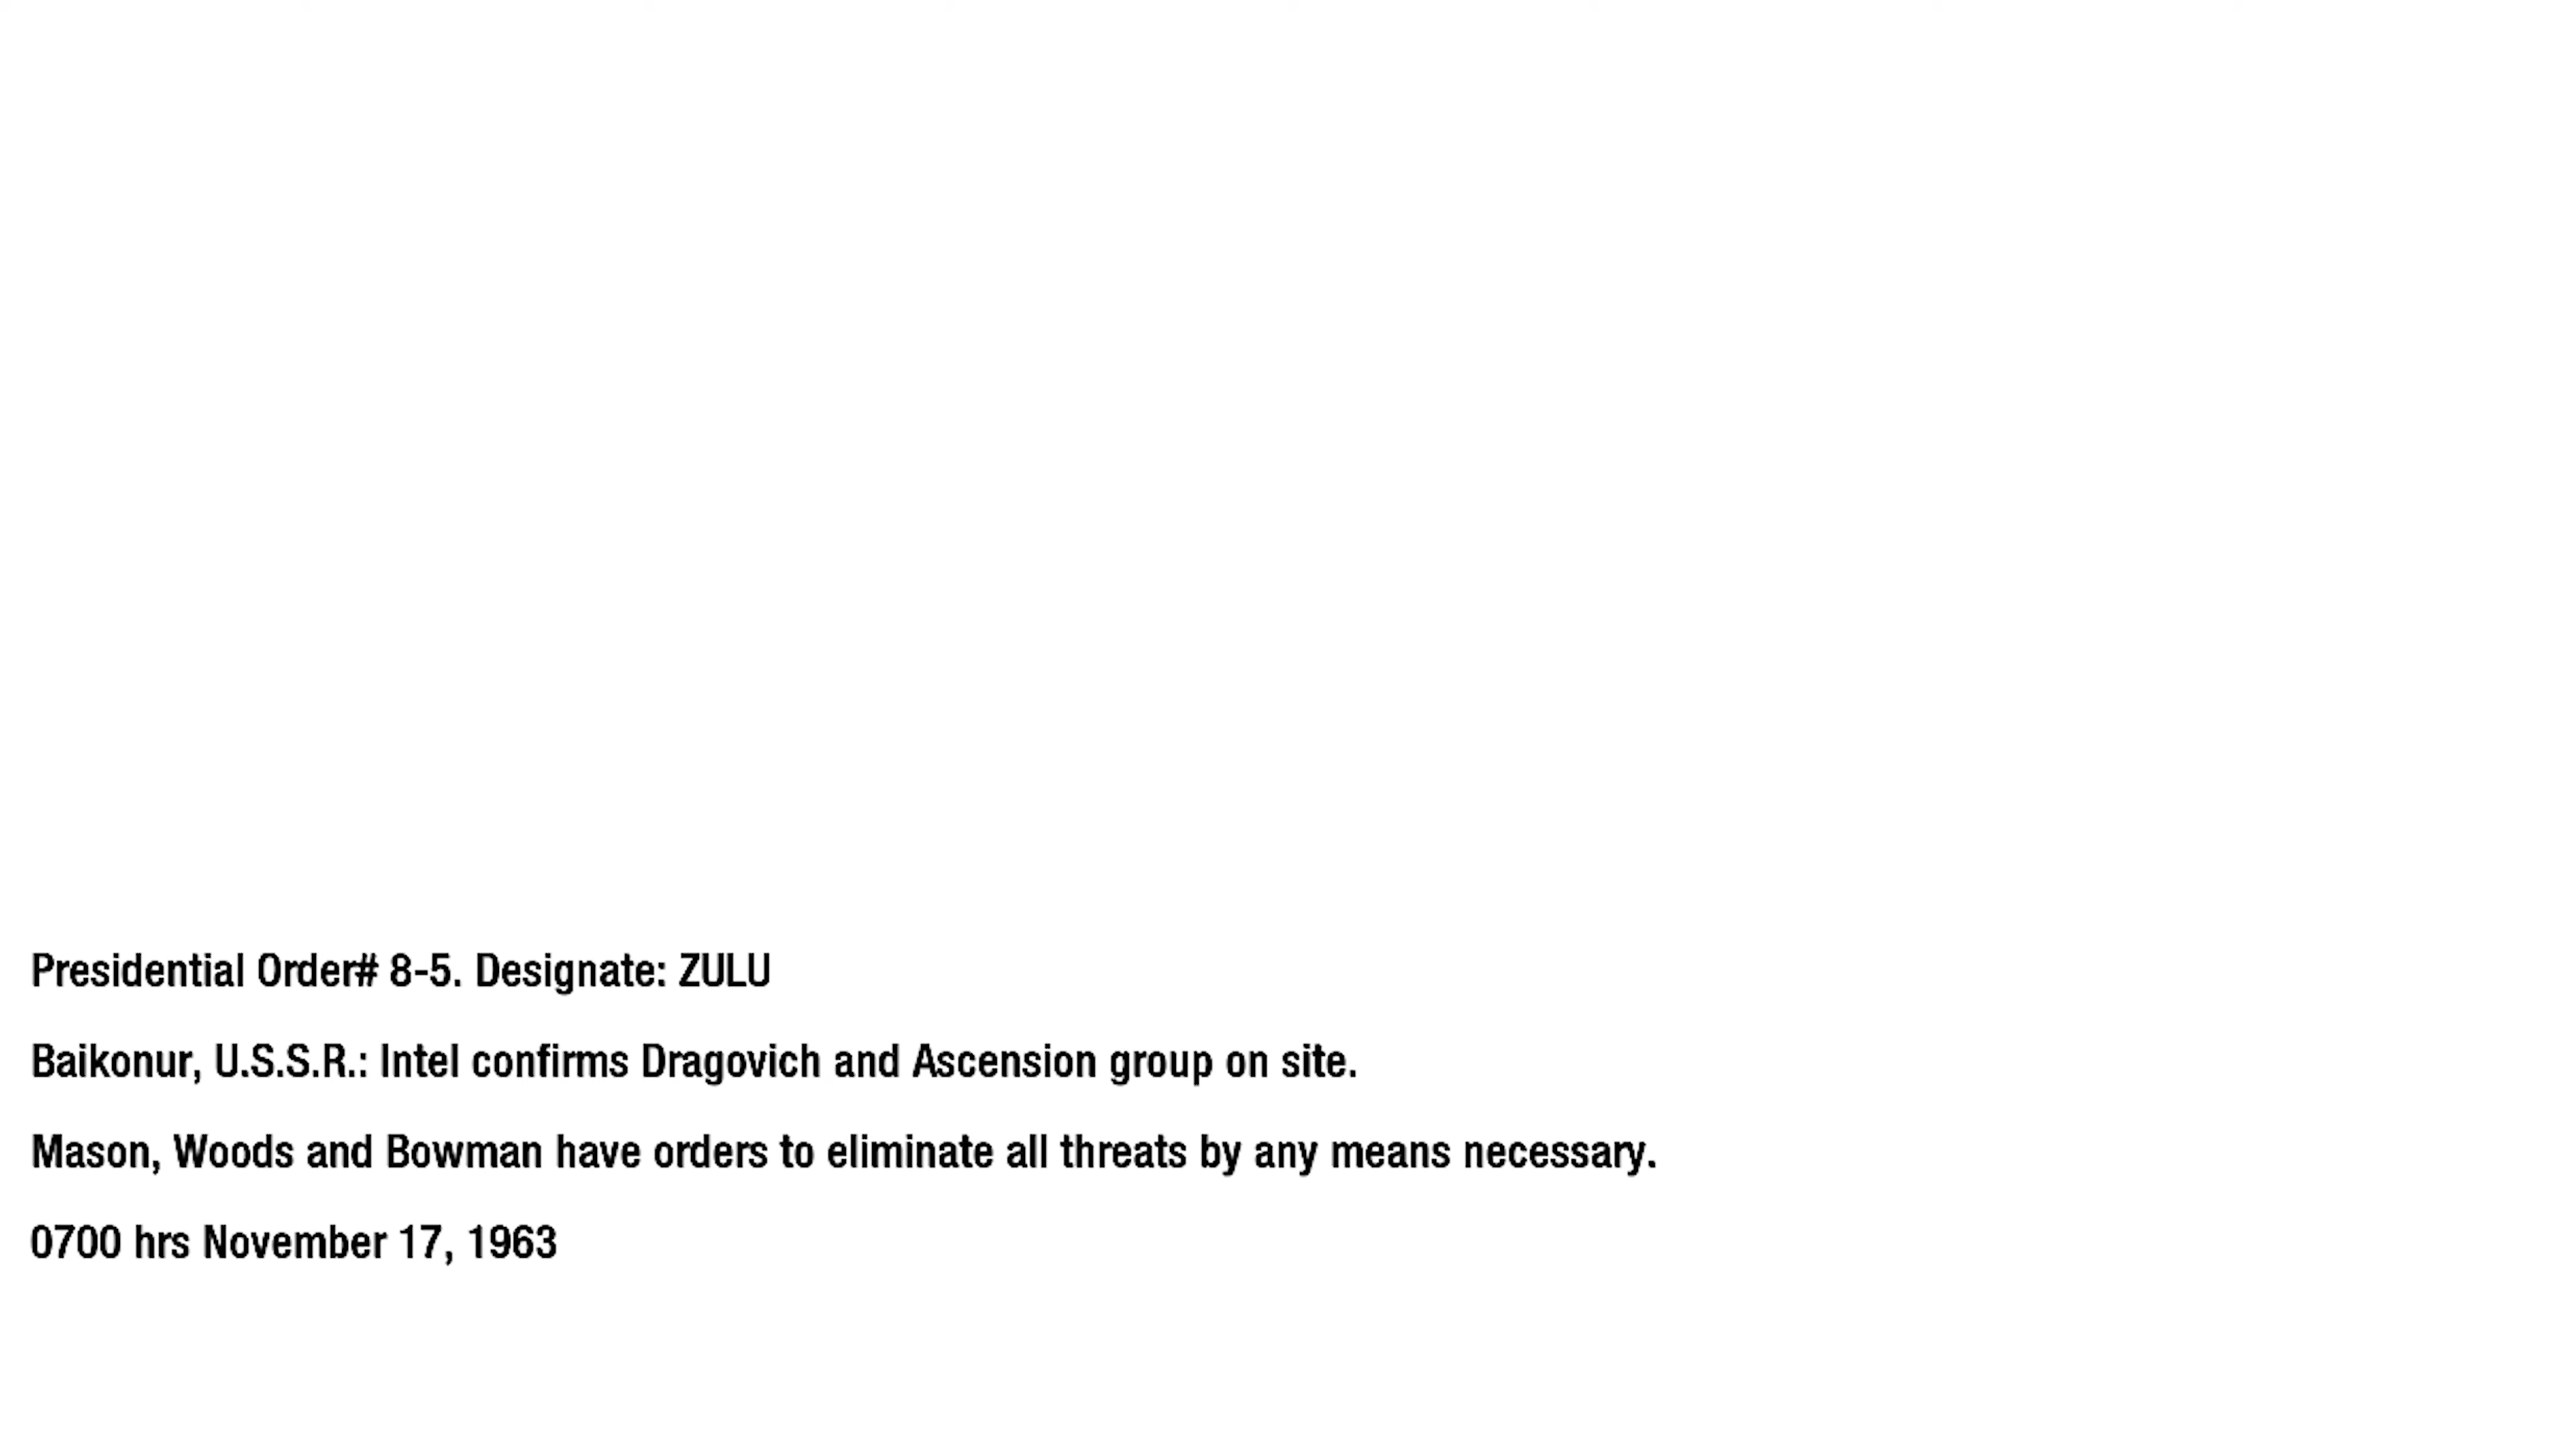 Presidential Order# 8-5. Designate: ZULU
Baikonur, U.S.S.R.: Intel confirms Dragovich and Ascension group on site.
Mason, Woods and Bowman have orders to eliminate all threats by any means necessary.
0700 hrs November 17, 1963